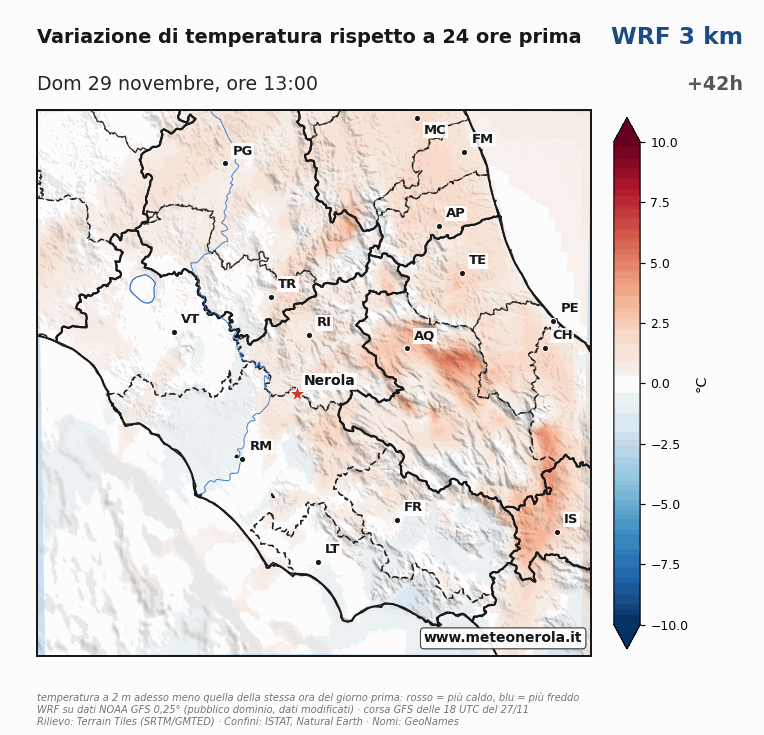 Variazione di temperatura rispetto a 24 ore prima
WRF 3 km
Dom 29 novembre, ore 13:00
+42h
MC
FM
PG
AP
TE
TR
PE
VT
RI
AQ
CH
Nerola
RM
FR
IS
LT
www.meteonerola.it
10.0
7.5
5.0
2.5
0.0
−2.5
−5.0
−7.5
−10.0
°C
temperatura a 2 m adesso meno quella della stessa ora del giorno prima: rosso = più caldo, blu = più freddo
WRF su dati NOAA GFS 0,25° (pubblico dominio, dati modificati) · corsa GFS delle 18 UTC del 27/11
Rilievo: Terrain Tiles (SRTM/GMTED) · Confini: ISTAT, Natural Earth · Nomi: GeoNames